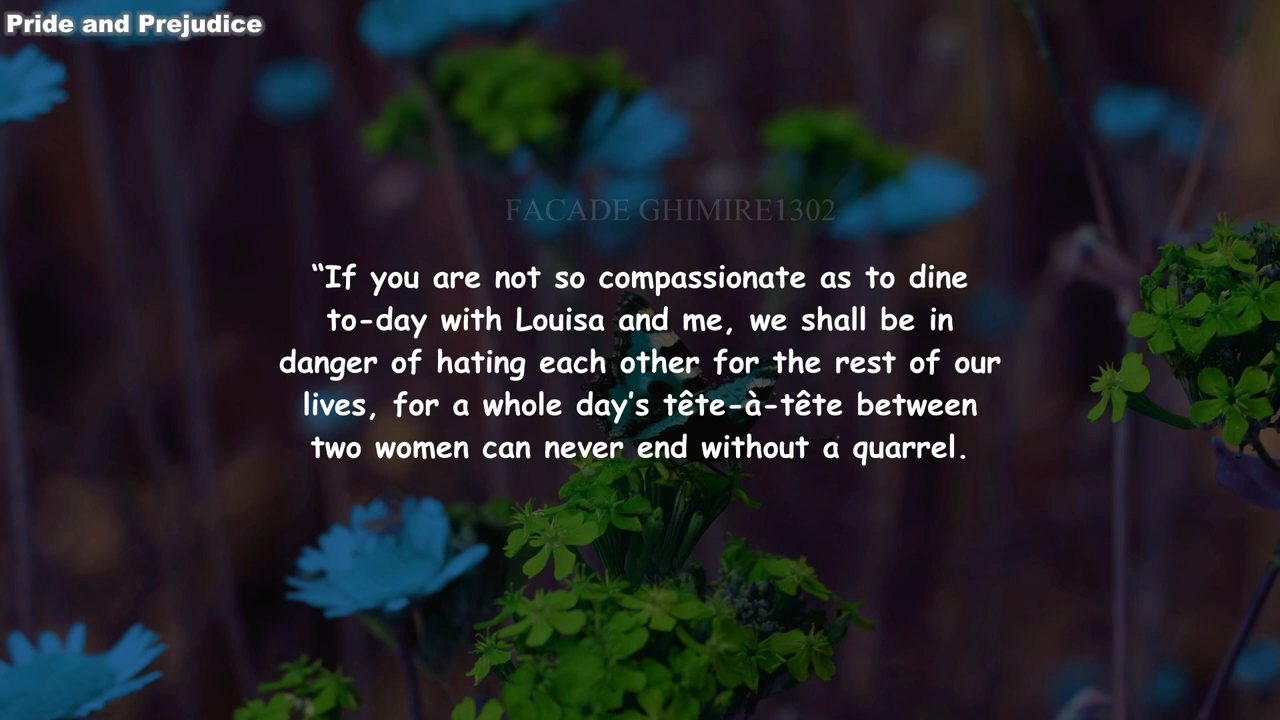 Pride and Prejudice
FACADE GHIMIRE1302
“If you are not so compassionate as to dine
to-day with Louisa and me, we shall be in
danger of hating each other for the rest of our
lives, for a whole day’s tête-à-tête between
two women can never end without a quarrel.